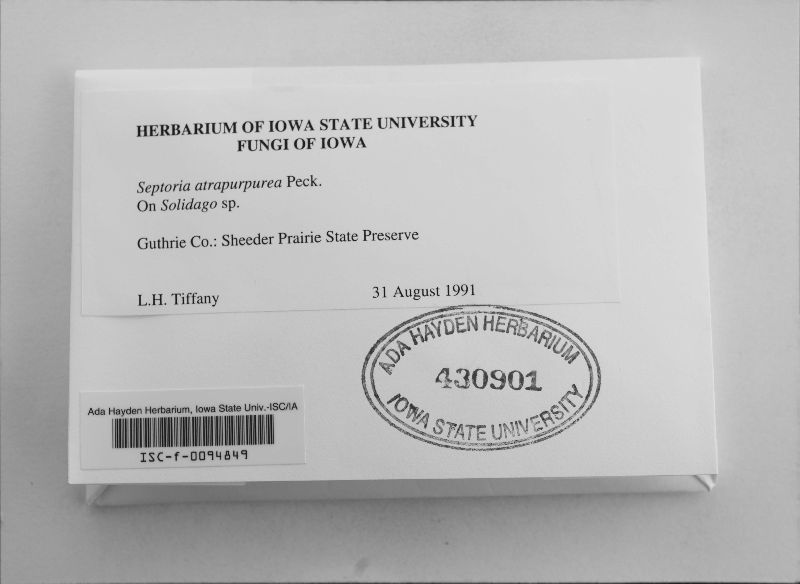 HERBARIUM OF IOWA STATE UNIVERSITY
FUNGI OF IOWA
Septoria atrapurpurea Peck.
On Solidago sp.
Guthrie Co.: Sheeder Prairie State Preserve
L.H. Tiffany 31 August 1991
ADA HAYDEN HERBARIUM
430901
IOWA STATE UNIVERSITY
Ada Hayden Herbarium, Iowa State Univ.-ISC/IA
ISC-f-0094849